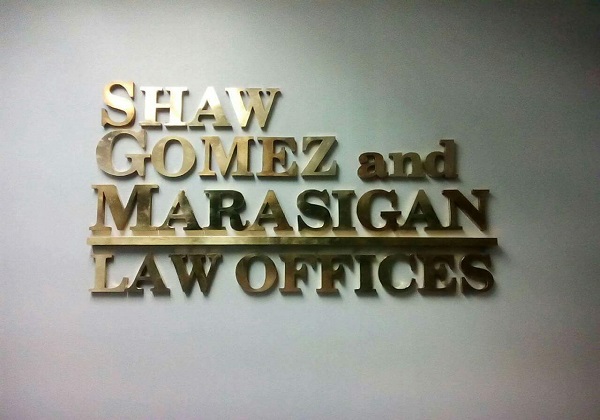 SHAW
GOMEZ and
MARASIGAN
LAW OFFICES